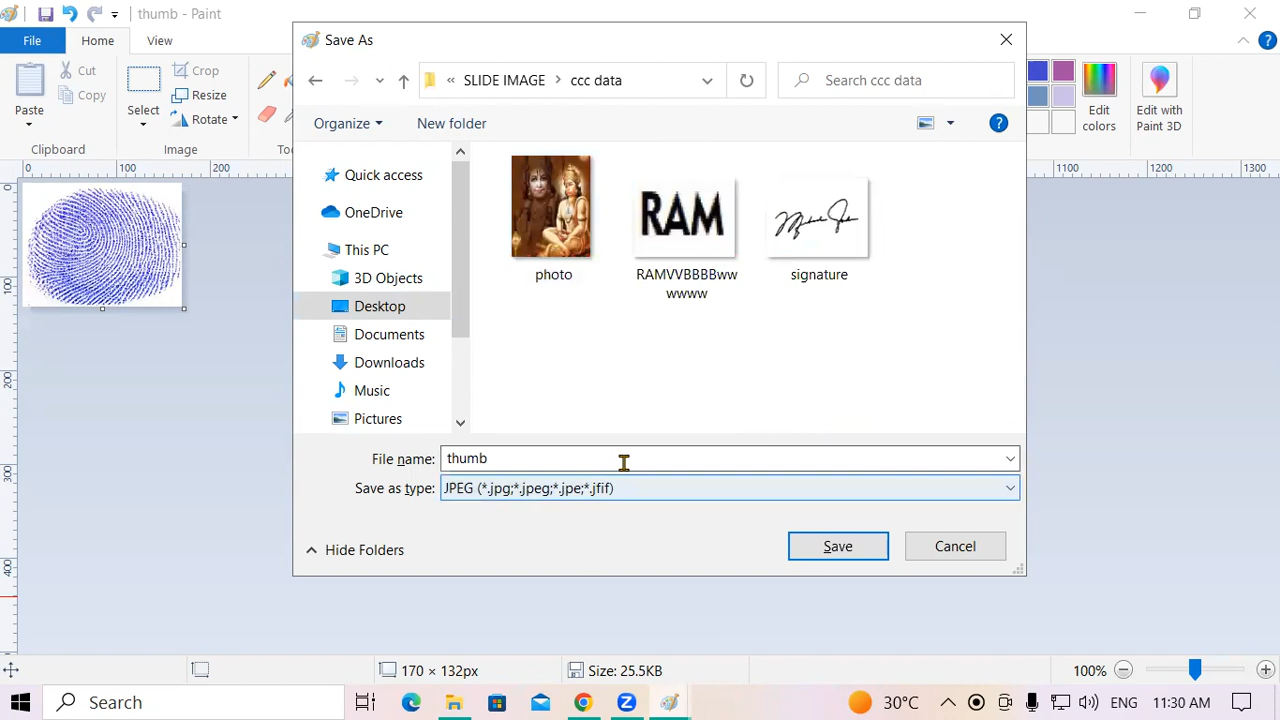 thumb - Paint
File
Home
View
Paste
Cut
Copy
Clipboard
Select
Crop
Resize
Rotate
Image
Edit colors
Edit with Paint 3D
0
100
200
1100
1200
1300
0
100
200
300
400
Save As
« SLIDE IMAGE > ccc data
Search ccc data
Organize
New folder
Quick access
OneDrive
This PC
3D Objects
Desktop
Documents
Downloads
Music
Pictures
RAM
photo
RAMVVBBBBww
wwww
signature
File name: thumb
Save as type: JPEG (*.jpg;*.jpeg;*.jpe;*.jfif)
Hide Folders
Save
Cancel
170 × 132px
Size: 25.5KB
100%
Search
30°C
ENG
11:30 AM